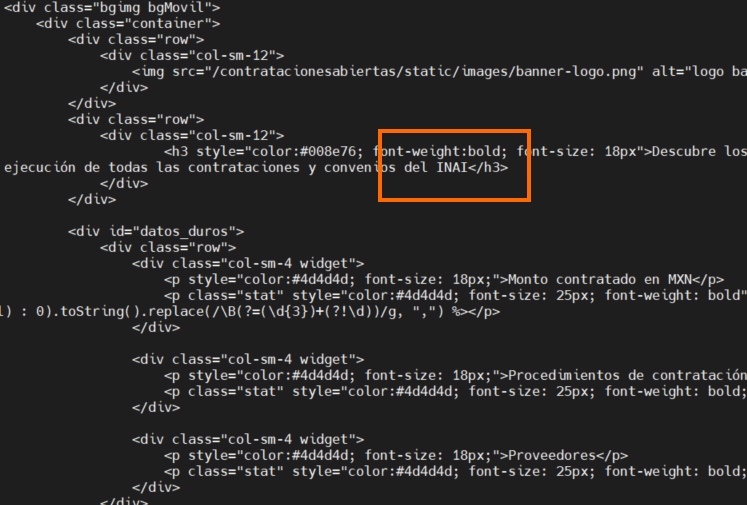 <div class="bgimg bgMovil">
<div class="container">
<div class="row">
<div class="col-sm-12">
<img src="/contratacionesabiertas/static/images/banner-logo.png" alt="logo ba
</div>
</div>
<div class="row">
<div class="col-sm-12">
<h3 style="color:#008e76; font-weight:bold; font-size: 18px">Descubre los
ejecución de todas las contrataciones y convenios del INAI</h3>
</div>
</div>
<div id="datos_duros">
<div class="row">
<div class="col-sm-4 widget">
<p style="color:#4d4d4d; font-size: 18px;">Monto contratado en MXN</p>
<p class="stat" style="color:#4d4d4d; font-size: 25px; font-weight: bold"
) : 0).toString().replace(/\B(?=(\d{3})+(?!\d))/g, ",") %></p>
</div>
<div class="col-sm-4 widget">
<p style="color:#4d4d4d; font-size: 18px;">Procedimientos de contratación
<p class="stat" style="color:#4d4d4d; font-size: 25px; font-weight: bold;
</div>
<div class="col-sm-4 widget">
<p style="color:#4d4d4d; font-size: 18px;">Proveedores</p>
<p class="stat" style="color:#4d4d4d; font-size: 25px; font-weight: bold;
</div>
</div>